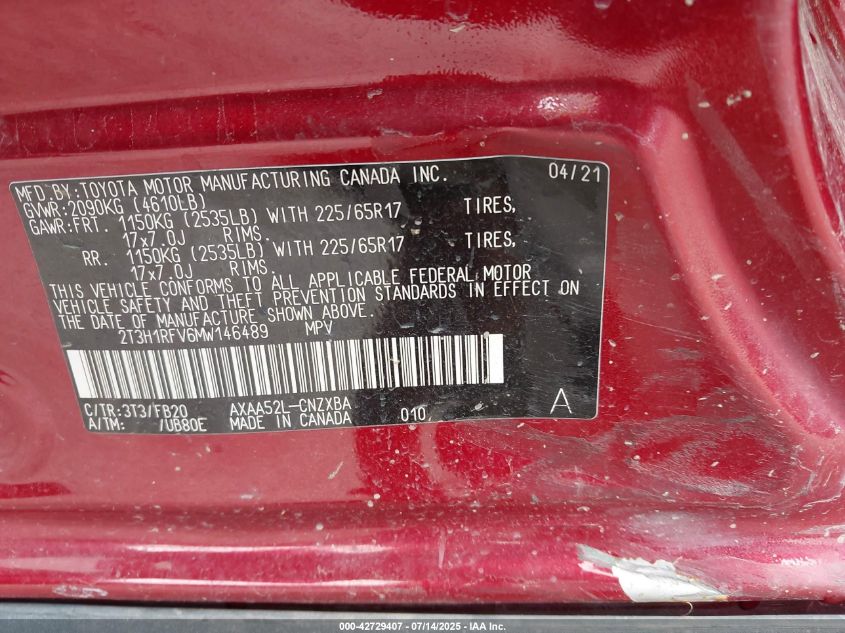 MFD BY:TOYOTA MOTOR MANUFACTURING CANADA INC. 04/21
GVWR:2090KG (4610LB)
GAWR:FRT. 1150KG (2535LB) WITH 225/65R17 TIRES,
17x7.0J RIMS.
RR. 1150KG (2535LB) WITH 225/65R17 TIRES,
17x7.0J RIMS.
THIS VEHICLE CONFORMS TO ALL APPLICABLE FEDERAL MOTOR
VEHICLE SAFETY AND THEFT PREVENTION STANDARDS IN EFFECT ON
THE DATE OF MANUFACTURE SHOWN ABOVE.
2T3H1RFV6MW146489 MPV
C/TR:3T3/FB20 AXAA52L-CNZXBA
A/TM: /UB80E MADE IN CANADA 010 A
000-42729407 - 07/14/2025 - IAA Inc.